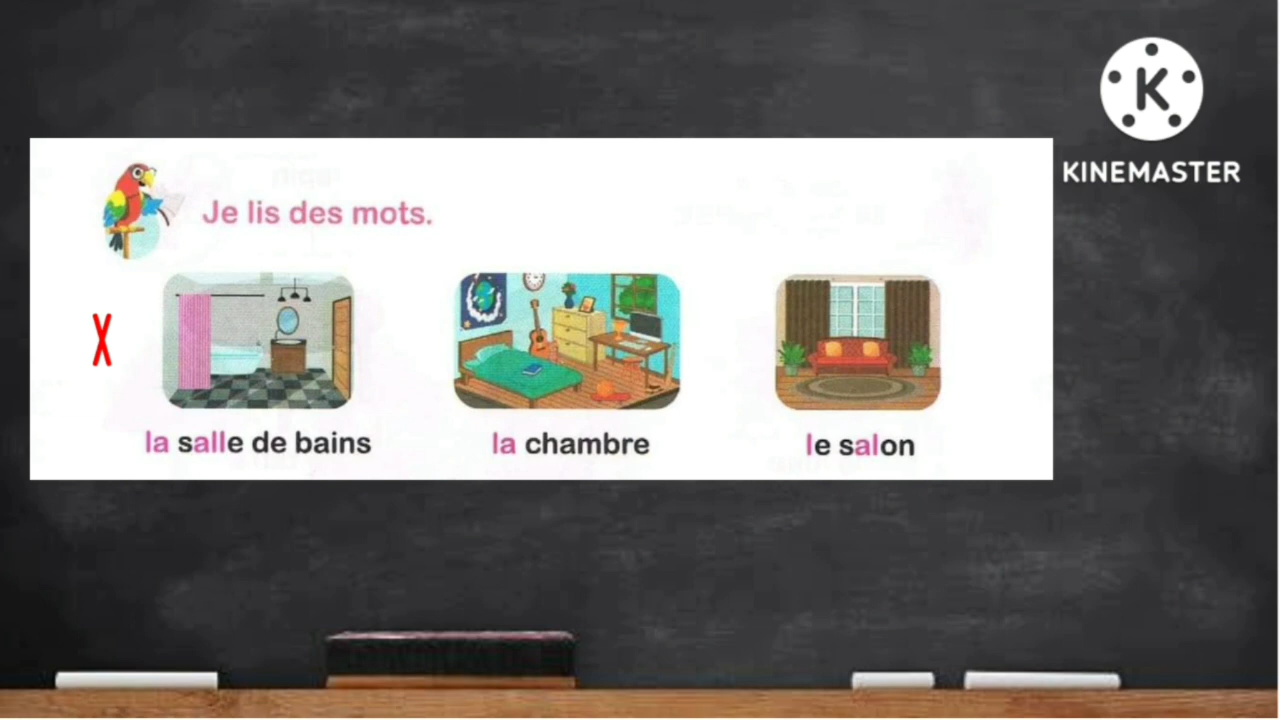 K
KINEMASTER
Je lis des mots.
X
la salle de bains
la chambre
le salon